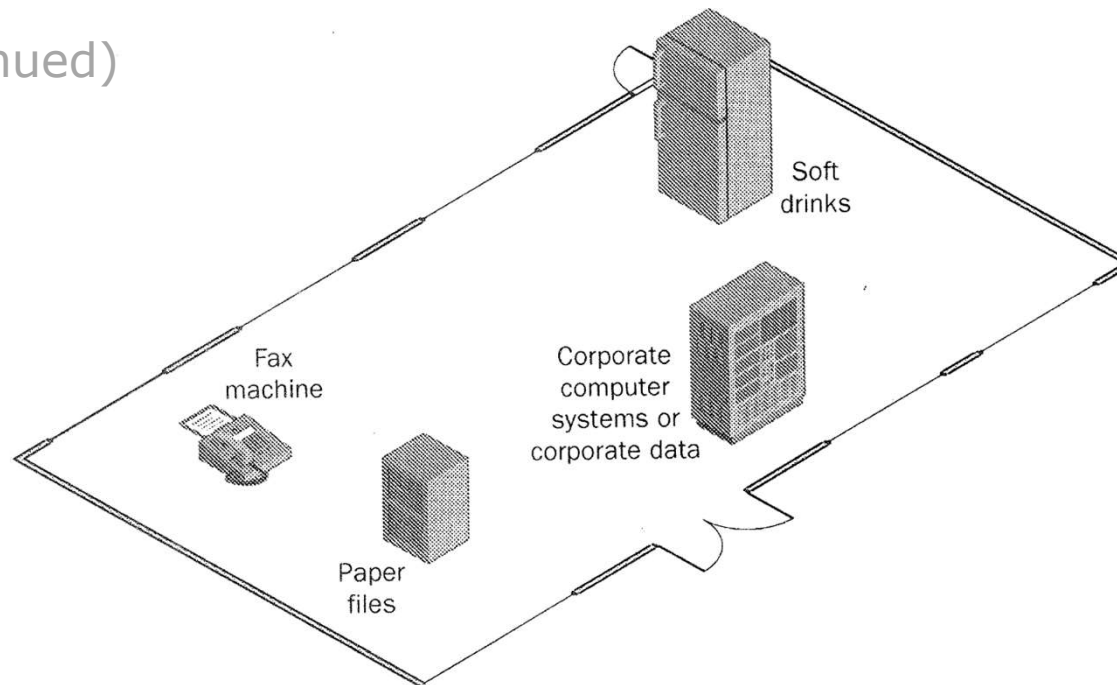 nued)
Soft
drinks
Fax
machine
Corporate
computer
systems or
corporate data
Paper
files